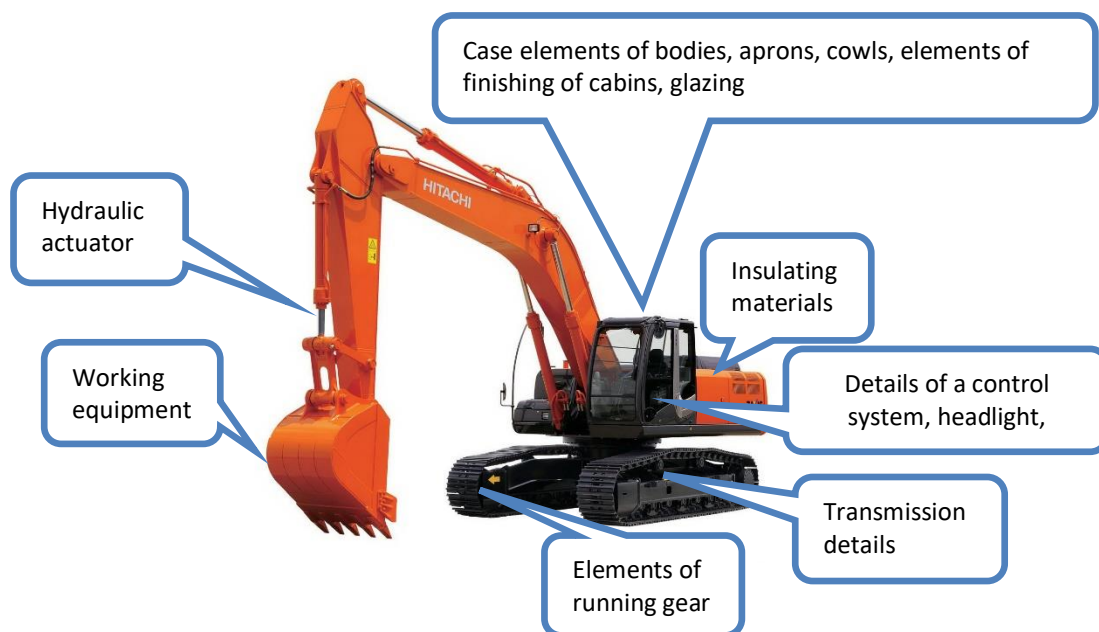 Case elements of bodies, aprons, cowls, elements of
finishing of cabins, glazing
HITACHI
Hydraulic
actuator
Insulating
materials
Working
equipment
Details of a control
system, headlight,
Transmission
details
Elements of
running gear